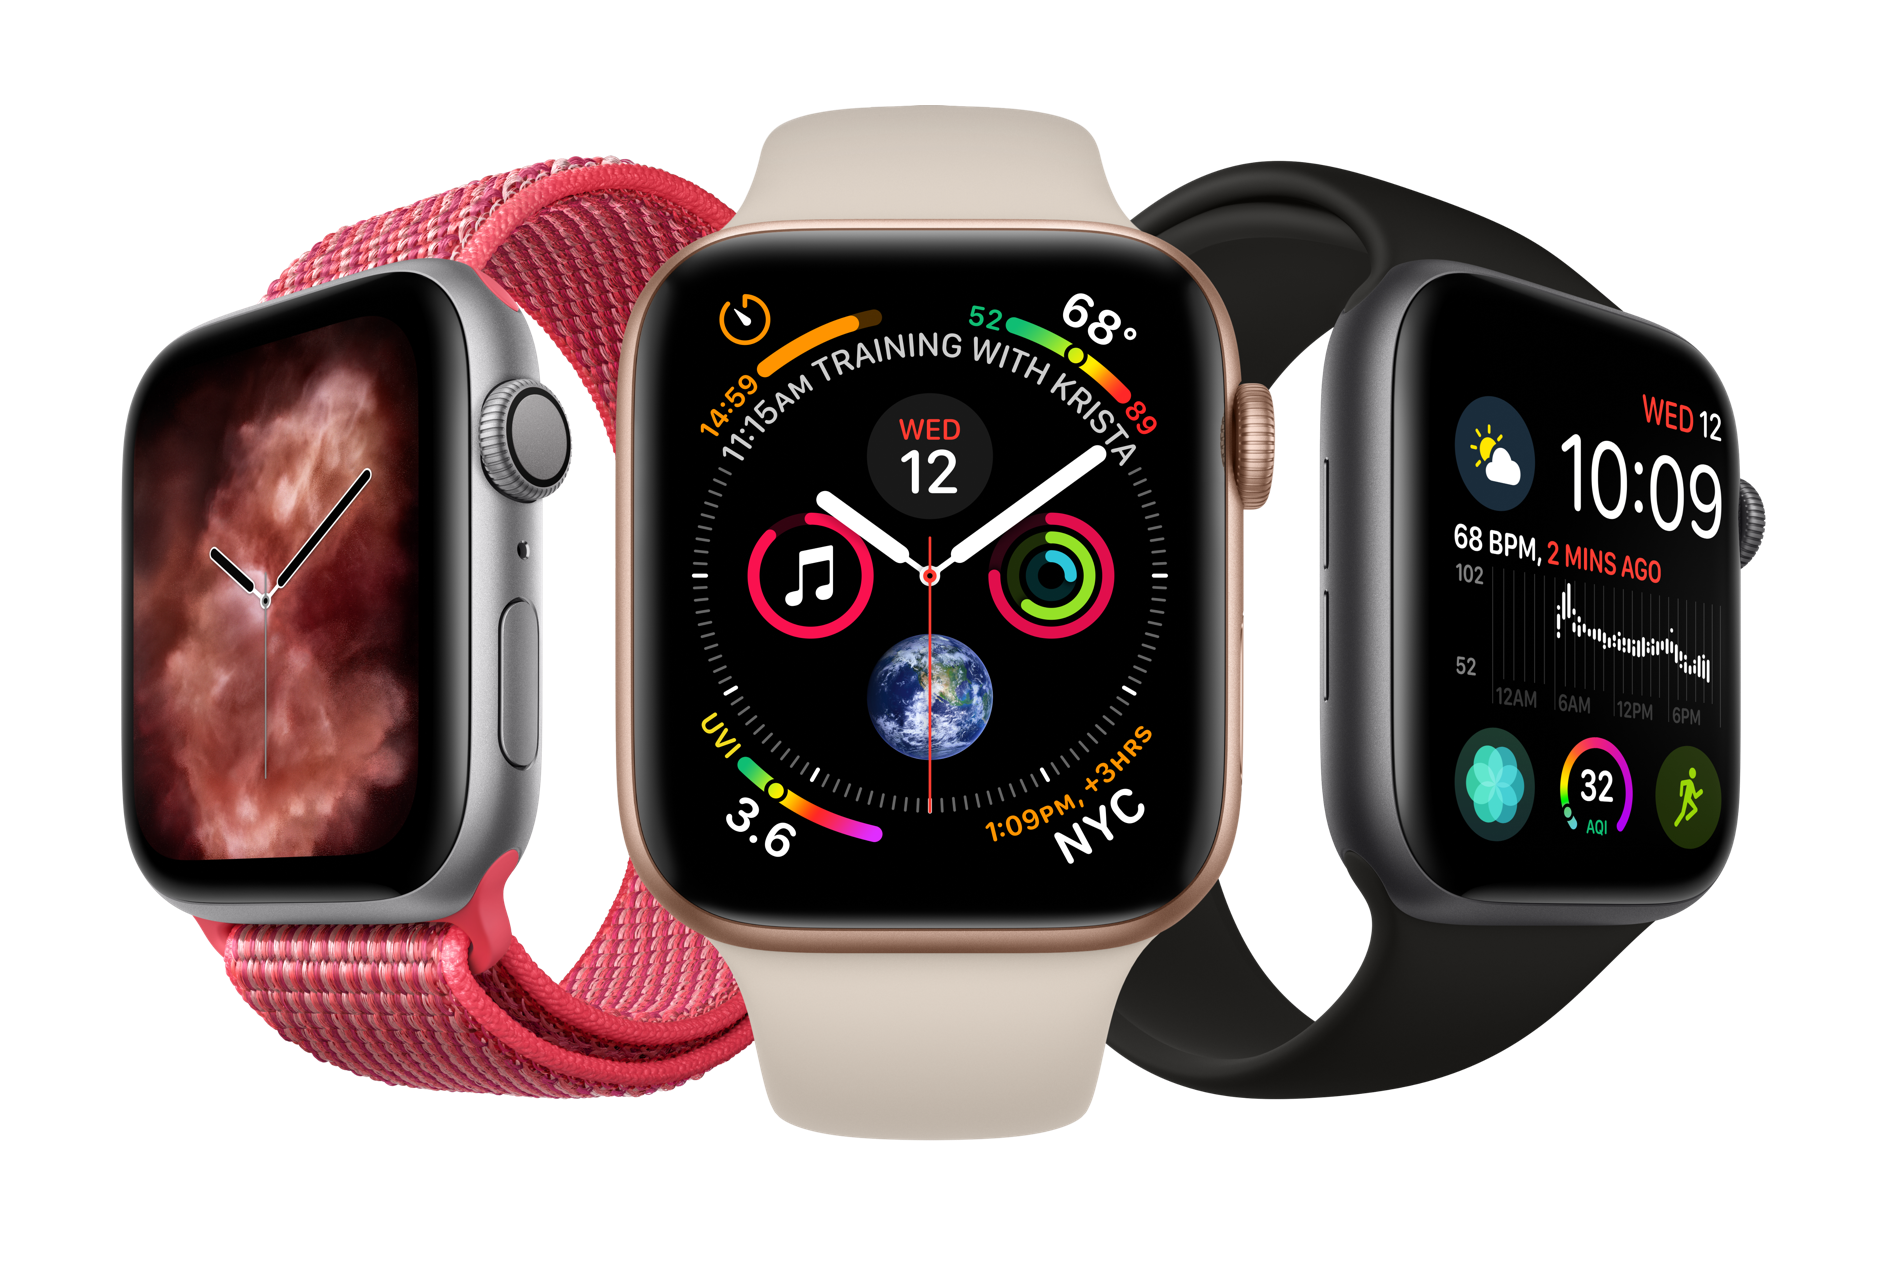 52
68°
89
14:59
11:15AM TRAINING WITH KRISTA
WED
12
UVI
3.6
1:09PM, +3HRS
NYC
WED 12
10:09
68 BPM, 2 MINS AGO
102
52
12AM 6AM 12PM 6PM
32
AQI